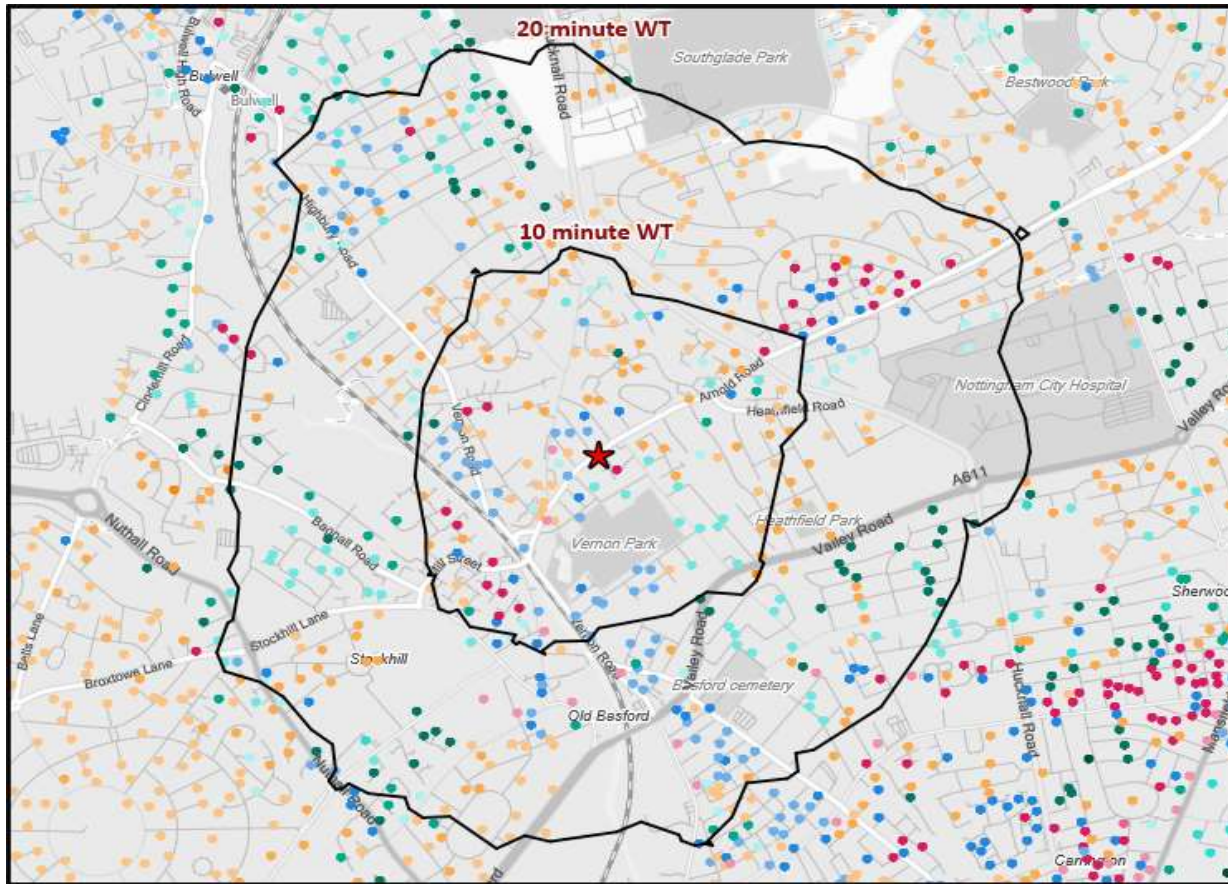 20 minute WT
Southglade Park
Bestwood Park
Bulwell
Bulwell
Highbury Road
10 minute WT
Cinderhill Road
Nottingham City Hospital
Arnold Road
Heathfield Road
Vernon Road
A611
Valley Road
Heathfield Park
Valley Road
Vernon Park
Nuthall Road
Bagnall Road
Mill Street
Sherwood
Bells Lane
Stockhill Lane
Stockhill
Broxtowe Lane
Vernon Road
Valley Road
Basford cemetery
Old Basford
Hucknall Road
Nuthall Road
Carrington